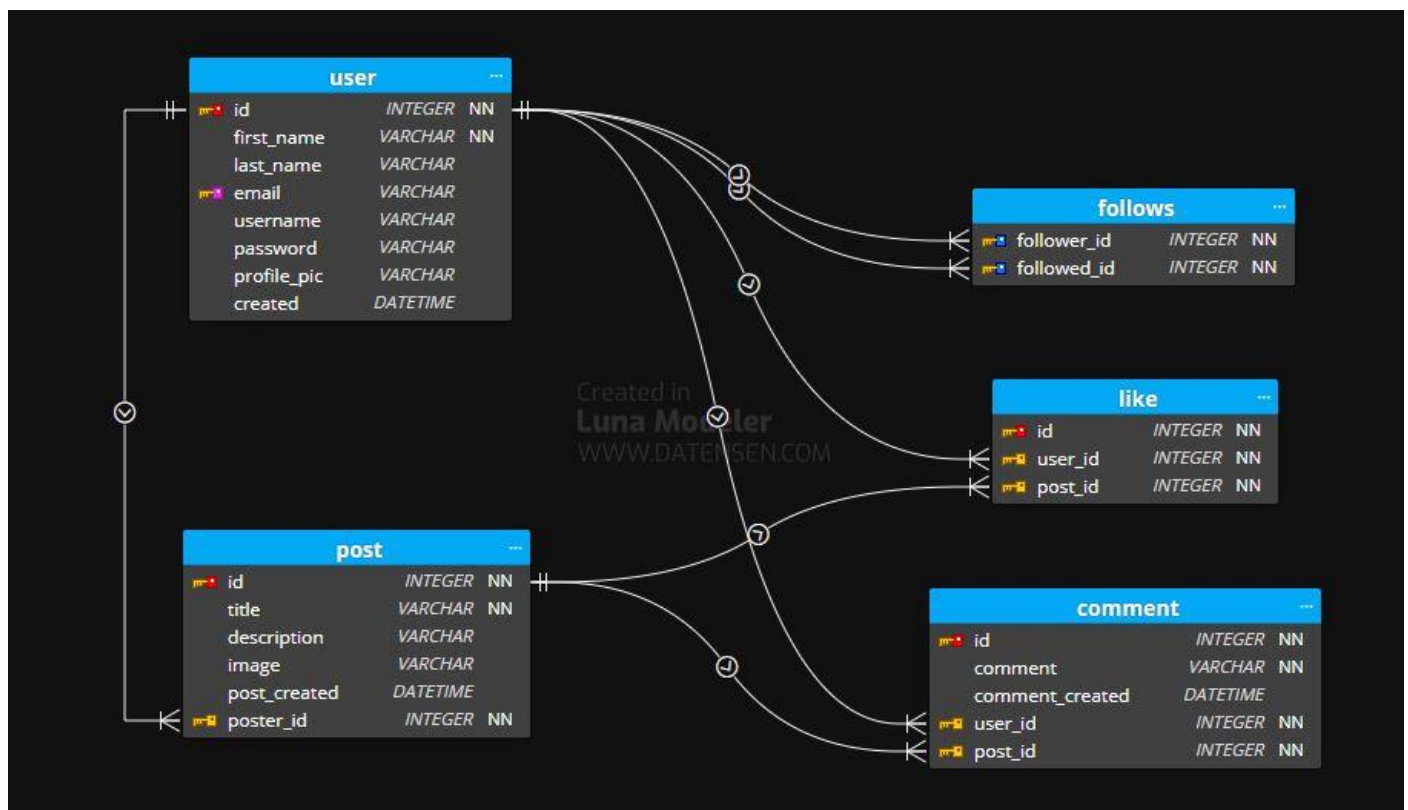 user ...
id INTEGER NN
first_name VARCHAR NN
last_name VARCHAR
email VARCHAR
username VARCHAR
password VARCHAR
profile_pic VARCHAR
created DATETIME
follows ...
follower_id INTEGER NN
followed_id INTEGER NN
Created in
Luna Modeler
WWW.DATENSEN.COM
like ...
id INTEGER NN
user_id INTEGER NN
post_id INTEGER NN
post ...
id INTEGER NN
title VARCHAR NN
description VARCHAR
image VARCHAR
post_created DATETIME
poster_id INTEGER NN
comment ...
id INTEGER NN
comment VARCHAR NN
comment_created DATETIME
user_id INTEGER NN
post_id INTEGER NN